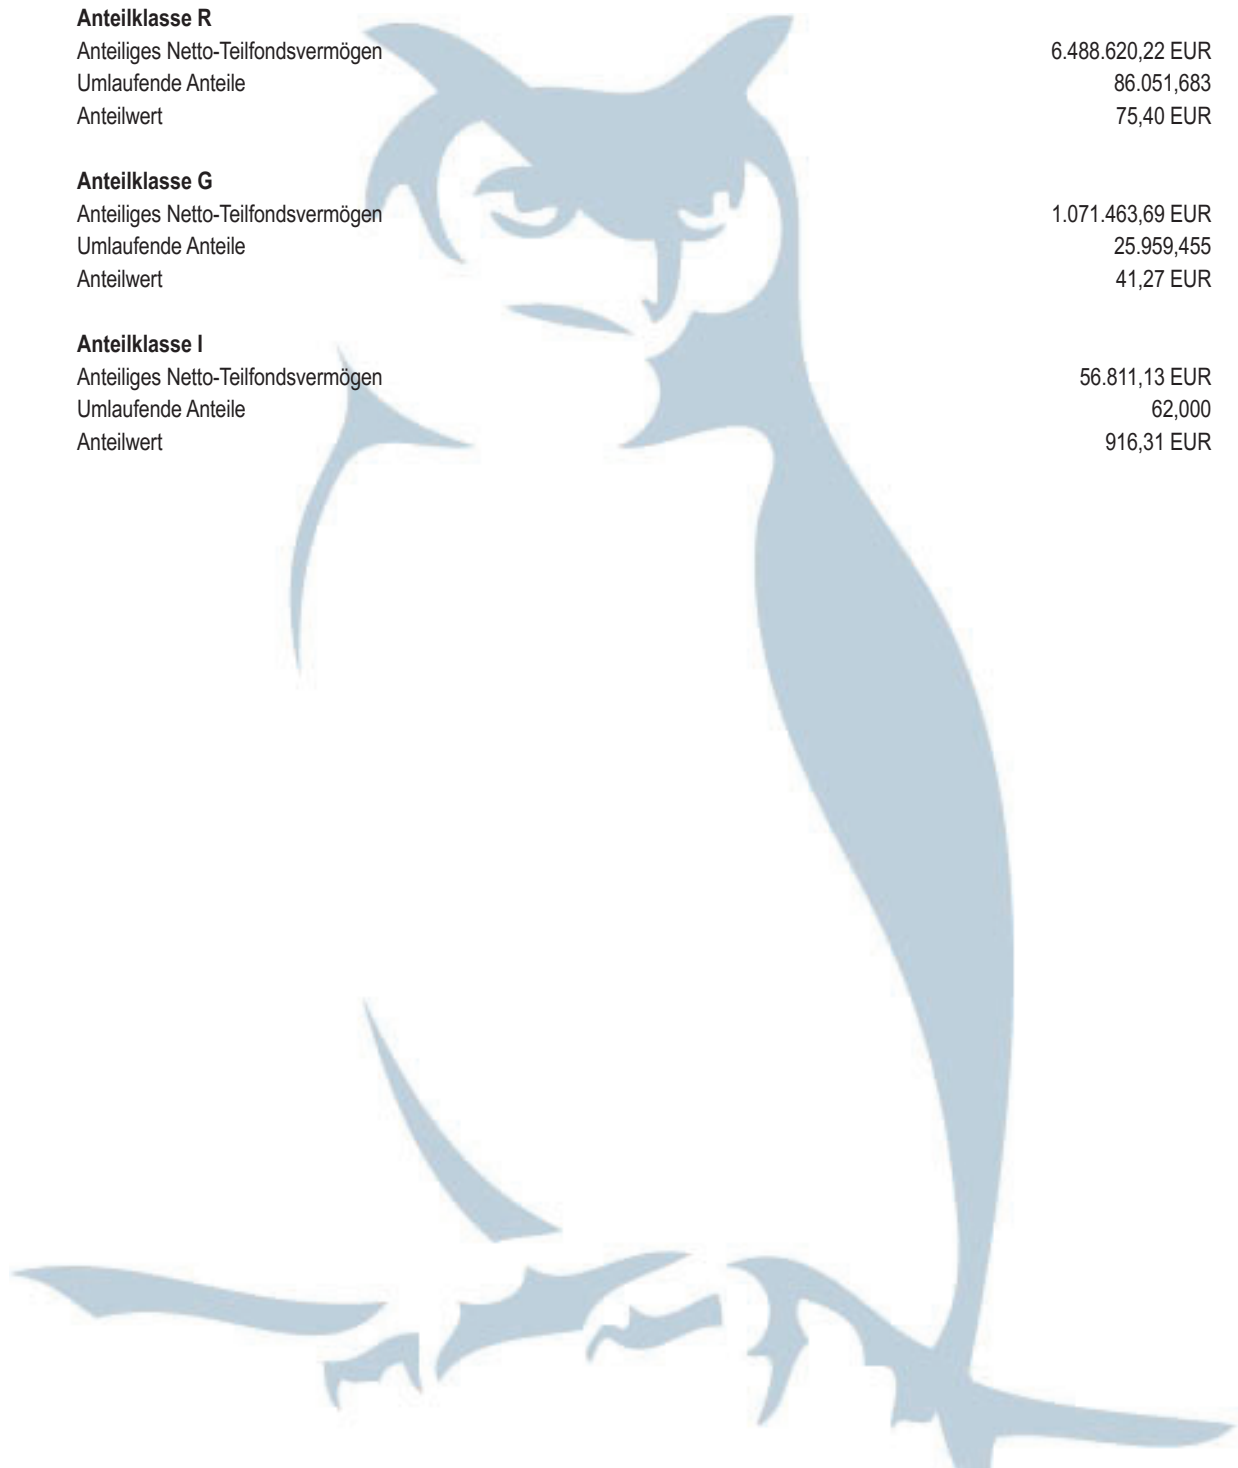 Anteilklasse R
Anteiliges Netto-Teilfondsvermögen 6.488.620,22 EUR
Umlaufende Anteile 86.051,683
Anteilwert 75,40 EUR
Anteilklasse G
Anteiliges Netto-Teilfondsvermögen 1.071.463,69 EUR
Umlaufende Anteile 25.959,455
Anteilwert 41,27 EUR
Anteilklasse I
Anteiliges Netto-Teilfondsvermögen 56.811,13 EUR
Umlaufende Anteile 62,000
Anteilwert 916,31 EUR